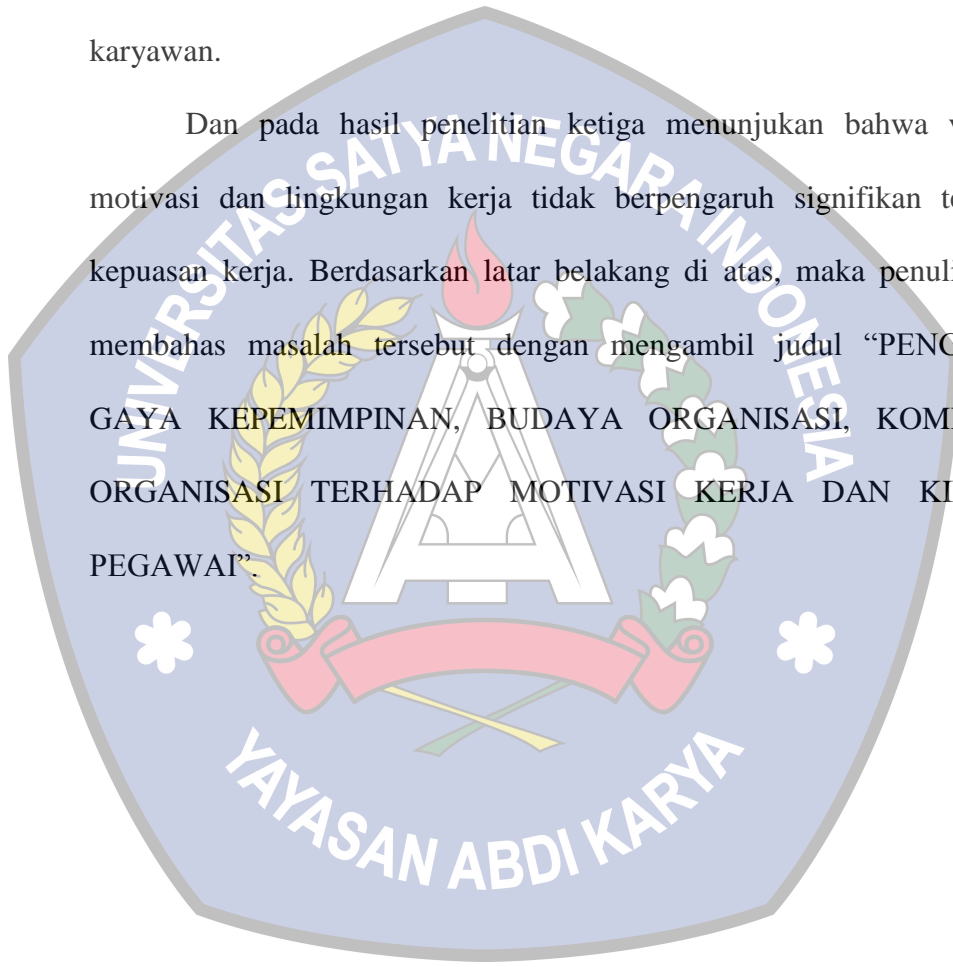 karyawan.
Dan pada hasil penelitian ketiga menunjukan bahwa
motivasi dan lingkungan kerja tidak berpengaruh signifikan
kepuasan kerja. Berdasarkan latar belakang di atas, maka
membahas masalah tersebut dengan mengambil judul
GAYA KEPEMIMPINAN, BUDAYA ORGANISASI,
ORGANISASI TERHADAP MOTIVASI KERJA DAN
PEGAWAI”.
UNIVERSITAS SATYA NEGARA INDONESIA
YAYASAN ABDI KARYA